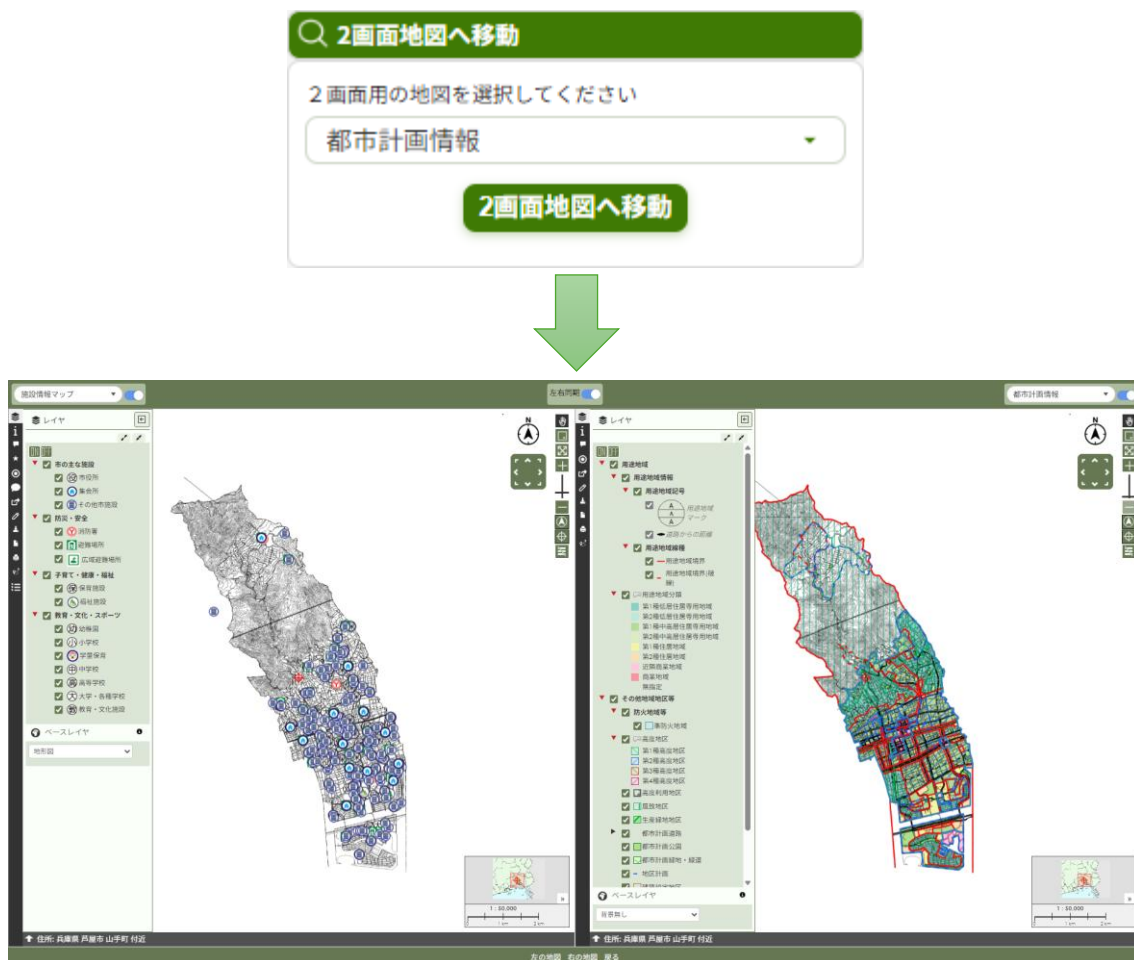 2画面地図へ移動
2画面用の地図を選択してください
都市計画情報
2画面地図へ移動
施設情報マップ
左右同期
都市計画情報
レイヤ
市の主な施設
市役所
集会所
その他市施設
防災・安全
消防署
避難場所
広域避難場所
子育て・健康・福祉
保育施設
福祉施設
教育・文化・スポーツ
幼稚園
小学校
学童保育
中学校
高等学校
大学・各種学校
教育・文化施設
ベースレイヤ
地形図
N
1 : 50,000
1 km
2 km
住所: 兵庫県 芦屋市 山手町 付近
レイヤ
用途地域
用途地域情報
用途地域記号
用途地域
マーク
道路からの距離
用途地域線種
用途地域境界
用途地域境界(破
線)
用途地域分類
第1種低層住居専用地域
第2種低層住居専用地域
第1種中高層住居専用地域
第2種中高層住居専用地域
第1種住居地域
第2種住居地域
近隣商業地域
商業地域
無指定
その他地域地区等
防火地域等
準防火地域
高度地区
第1種高度地区
第2種高度地区
第3種高度地区
第4種高度地区
高度利用地区
風致地区
生産緑地地区
都市計画道路
都市計画公園
都市計画緑地・緑道
地区計画
ベースレイヤ
背景無し
N
1 : 50,000
1 km
2 km
住所: 兵庫県 芦屋市 山手町 付近
左の地図 右の地図 戻る